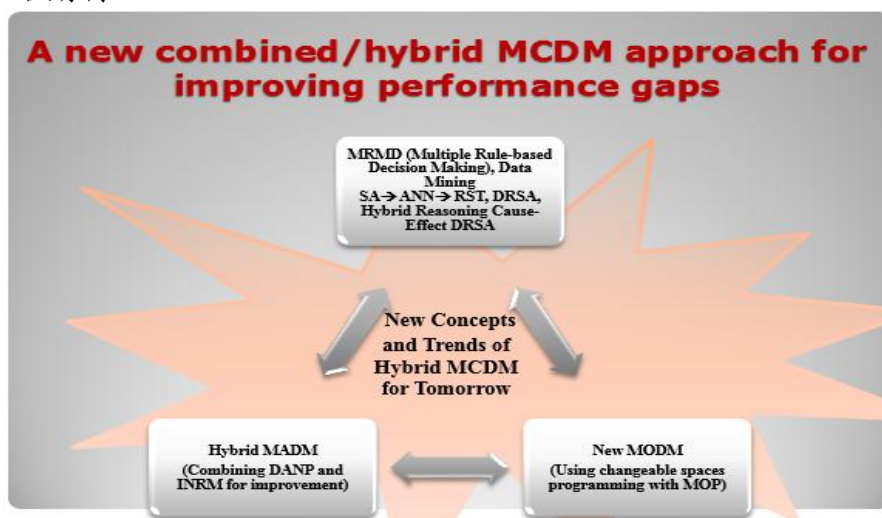 A new combined/hybrid MCDM approach for
improving performance gaps
MRMD (Multiple Rule-based
Decision Making), Data
Mining
SA→ANN→RST, DRSA,
Hybrid Reasoning Cause-
Effect DRSA
New Concepts
and Trends of
Hybrid MCDM
for Tomorrow
Hybrid MADM
(Combining DANP and
INRM for improvement)
New MODM
(Using changeable spaces
programming with MOP)